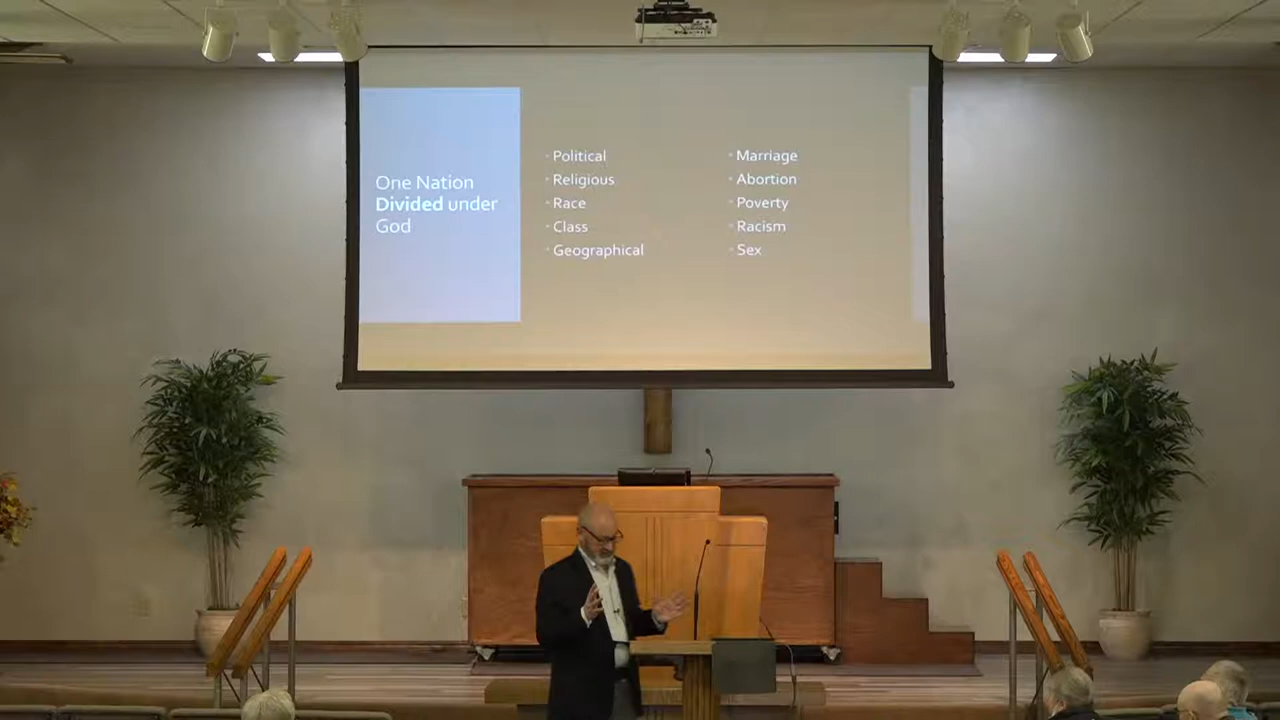 One Nation
Divided under
God
Political
Religious
Race
Class
Geographical
Marriage
Abortion
Poverty
Racism
Sex